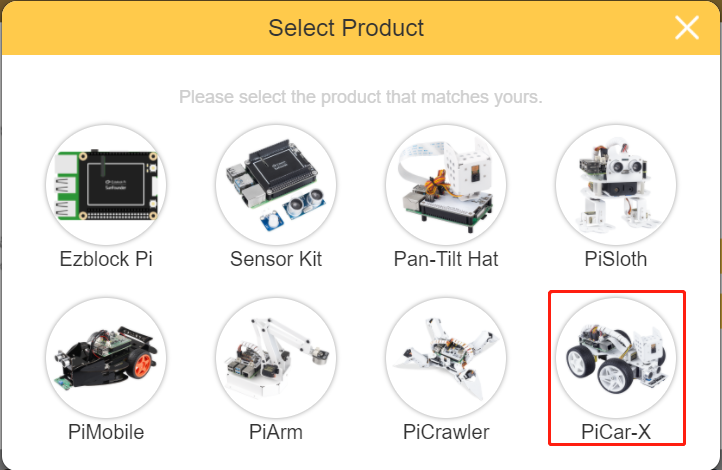 Select Product
Please select the product that matches yours.
Ezblock Pi
Sensor Kit
Pan-Tilt Hat
PiSloth
PiMobile
PiArm
PiCrawler
PiCar-X